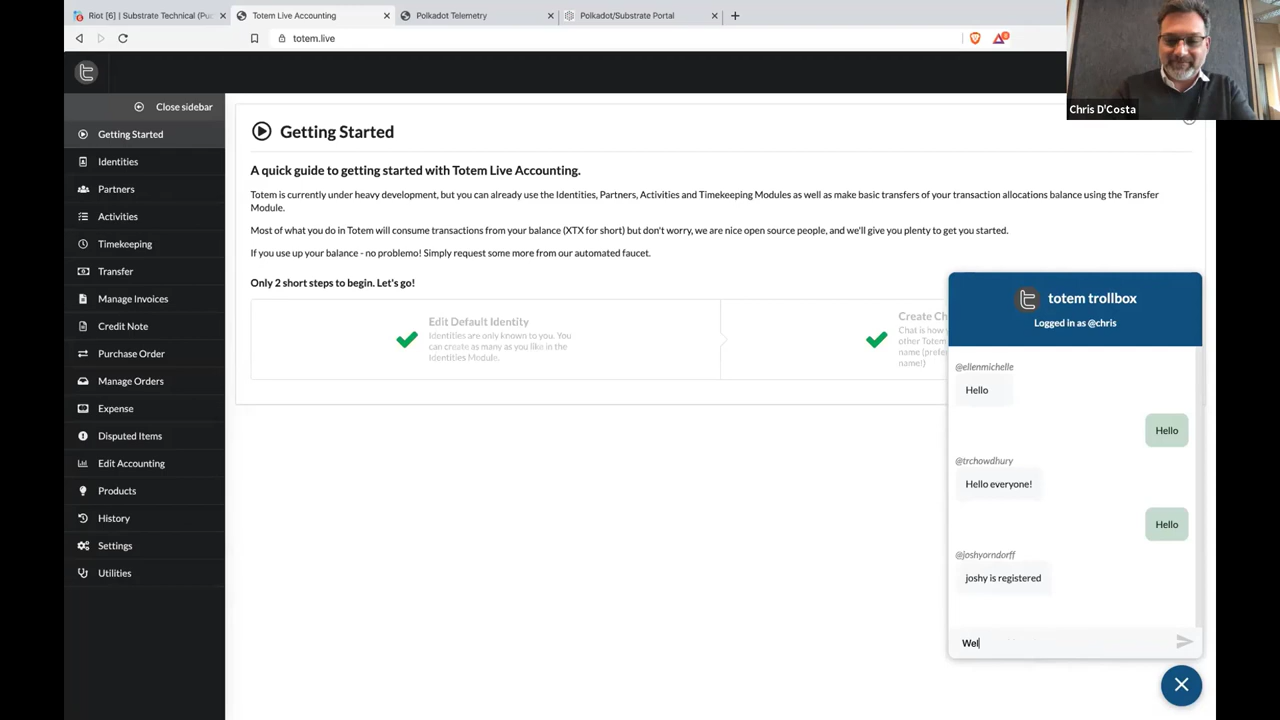 Riot [6] | Substrate Technical (Pu
Totem Live Accounting
Polkadot Telemetry
Polkadot/Substrate Portal
totem.live
Chris D'Costa
Close sidebar
Getting Started
Identities
Partners
Activities
Timekeeping
Transfer
Manage Invoices
Credit Note
Purchase Order
Manage Orders
Expense
Disputed Items
Edit Accounting
Products
History
Settings
Utilities
Getting Started
A quick guide to getting started with Totem Live Accounting.
Totem is currently under heavy development, but you can already use the Identities, Partners, Activities and Timekeeping Modules as well as make basic transfers of your transaction allocations balance using the Transfer
Module.
Most of what you do in Totem will consume transactions from your balance (XTX for short) but don't worry, we are nice open source people, and we'll give you plenty to get you started.
If you use up your balance - no problemo! Simply request some more from our automated faucet.
Only 2 short steps to begin. Let's go!
Edit Default Identity
Identities are only known to you. You
can create as many as you like in the
Identities Module.
Create Ch
Chat is how
other Totem
name (prefe
name!)
totem trollbox
Logged in as @chris
@ellenmichelle
Hello
Hello
@trchowdhury
Hello everyone!
Hello
@joshyorndorff
joshy is registered
Wel